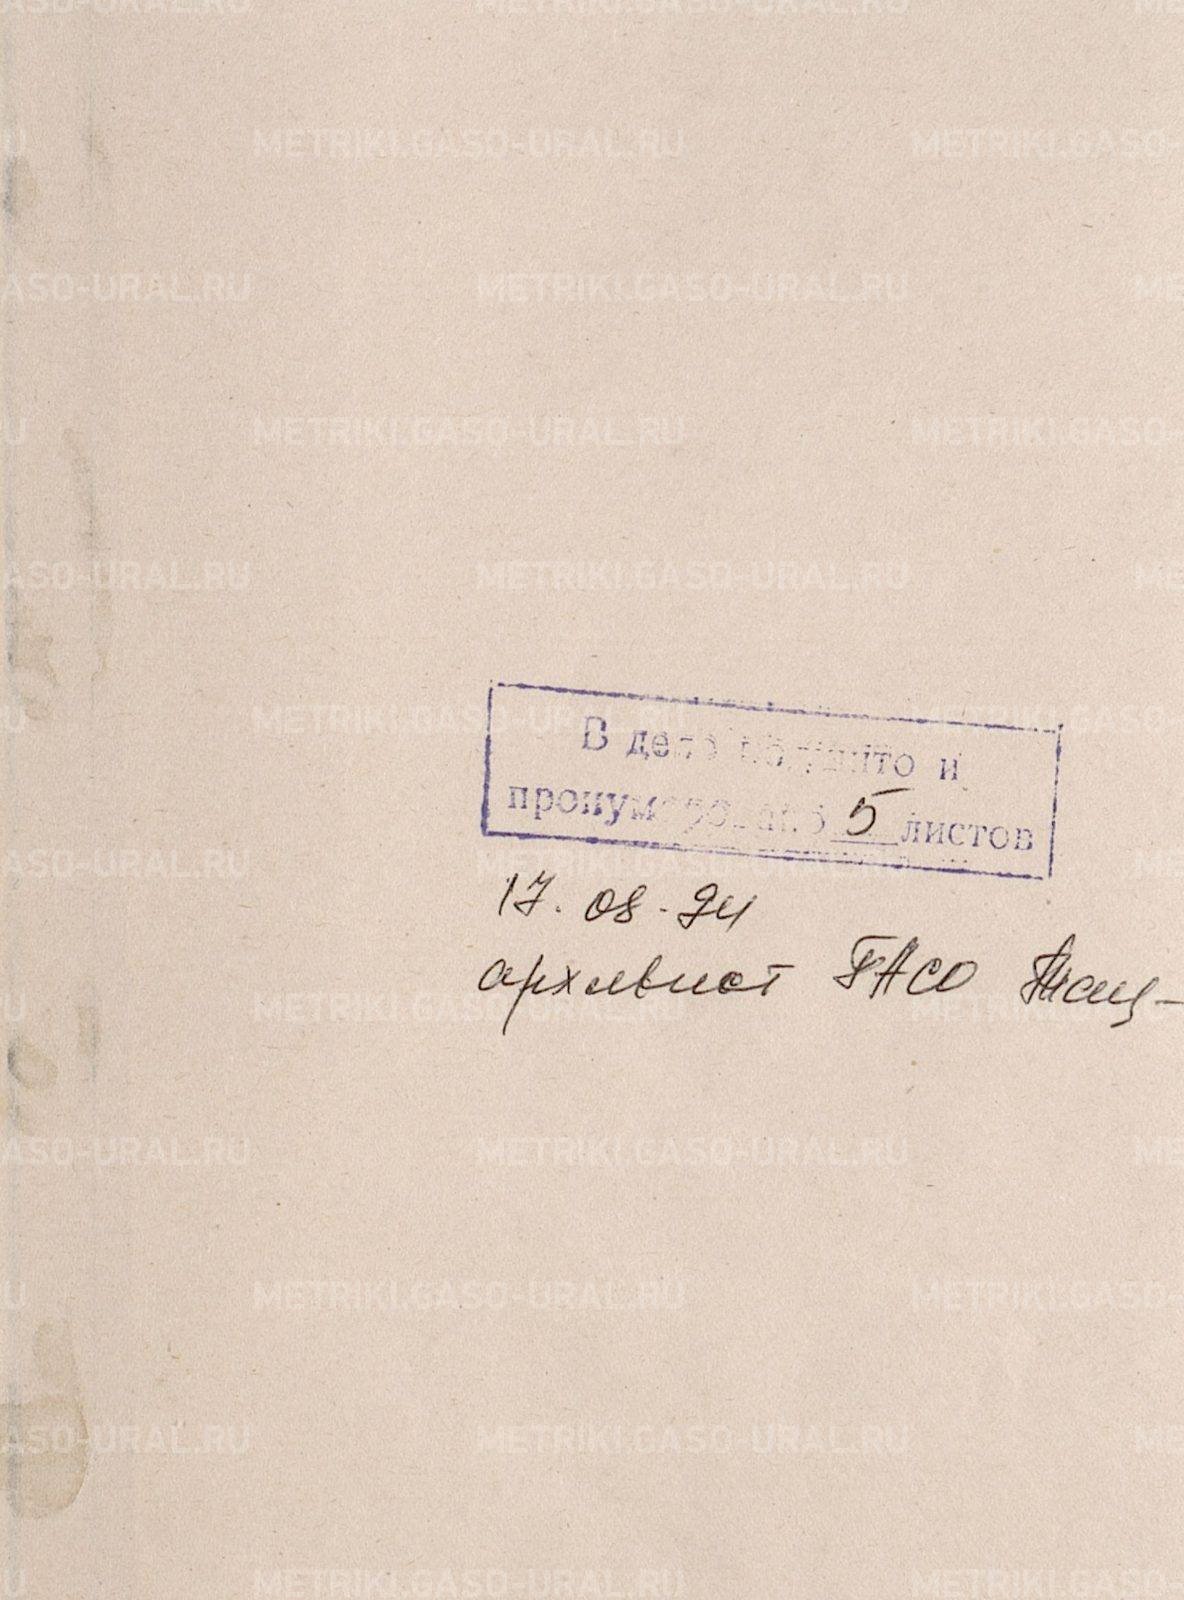 В дело подшито и
пронумеровано 5 листов
17.08.94
архивист ГАСО
METRIKI.GASO-URAL.RU